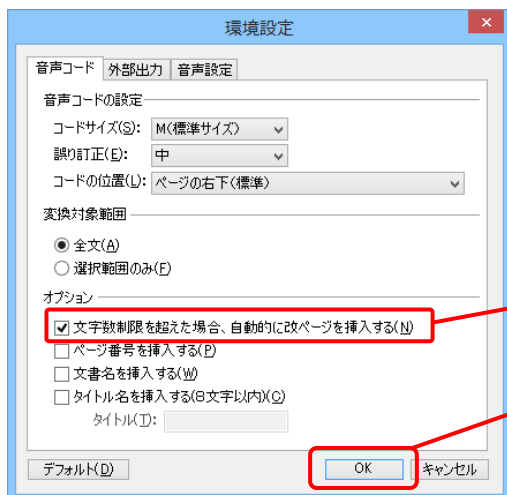 環境設定
音声コード 外部出力 音声設定
音声コードの設定
コードサイズ(S): M(標準サイズ)
誤り訂正(E): 中
コードの位置(L): ページの右下(標準)
変換対象範囲
全文(A)
選択範囲のみ(F)
オプション
文字数制限を超えた場合、自動的に改ページを挿入する(N)
ページ番号を挿入する(P)
文書名を挿入する(W)
タイトル名を挿入する(8文字以内)(C)
タイトル(T):
デフォルト(D) OK キャンセル